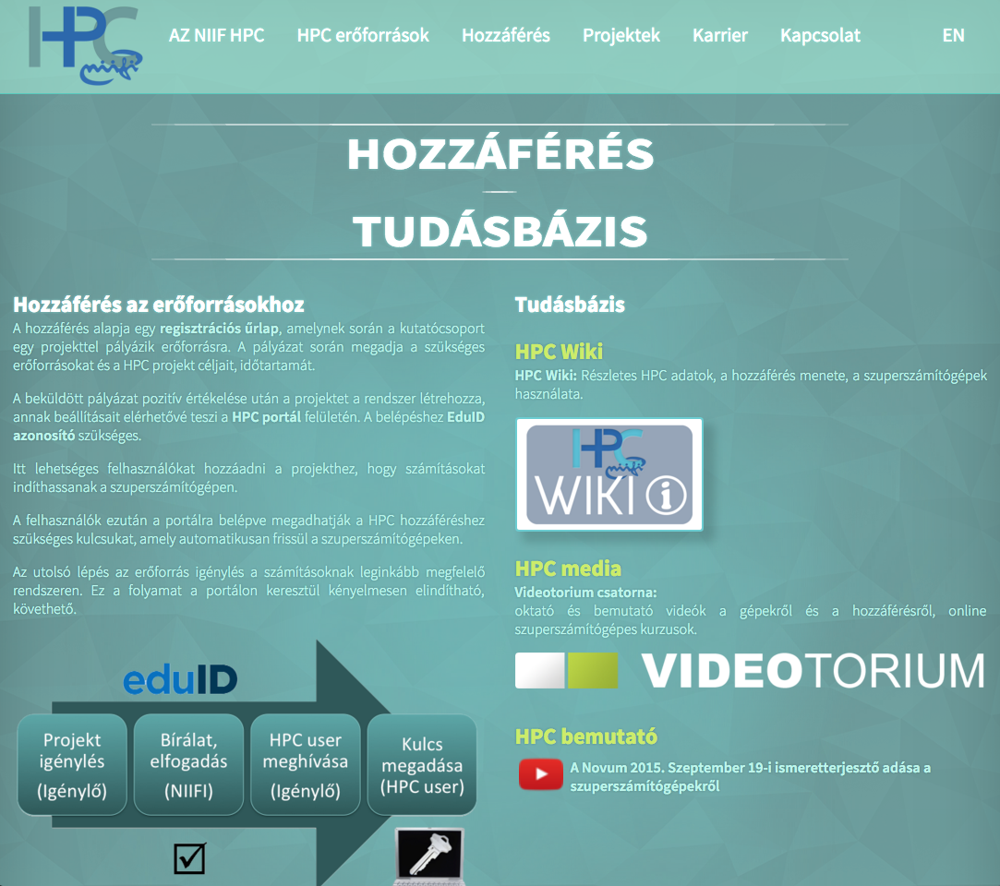 HPC
niifi
AZ NIIF HPC
HPC erőforrások
Hozzáférés
Projektek
Karrier
Kapcsolat
EN
HOZZÁFÉRÉS
TUDÁSBÁZIS
Hozzáférés az erőforrásokhoz
A hozzáférés alapja egy regisztrációs űrlap, amelynek során a kutatócsoport
egy projekttel pályázik erőforrásra. A pályázat során megadja a szükséges
erőforrásokat és a HPC projekt céljait, időtartamát.
A beküldött pályázat pozitív értékelése után a projektet a rendszer létrehozza,
annak beállításait elérhetővé teszi a HPC portál felületén. A belépéshez EduID
azonosító szükséges.
Itt lehetséges felhasználókat hozzáadni a projekthez, hogy számításokat
indíthassanak a szuperszámítógépen.
A felhasználók ezután a portálra belépve megadhatják a HPC hozzáféréshez
szükséges kulcsukat, amely automatikusan frissül a szuperszámítógépeken.
Az utolsó lépés az erőforrás igénylés a számításoknak leginkább megfelelő
rendszeren. Ez a folyamat a portálon keresztül kényelmesen elindítható,
követhető.
eduID
Projekt
igénylés
(Igénylő)
Bírálat,
elfogadás
(NIIFI)
HPC user
meghívása
(Igénylő)
Kulcs
megadása
(HPC user)
Tudásbázis
HPC Wiki
HPC Wiki: Részletes HPC adatok, a hozzáférés menete, a szuperszámítógépek
használata.
HPC
niifi
WIKI i
HPC media
Videotorium csatorna:
oktató és bemutató videók a gépekről és a hozzáférésről, online
szuperszámítógépes kurzusok.
VIDEOTORIUM
HPC bemutató
A Novum 2015. Szeptember 19-i ismeretterjesztő adása a
szuperszámítógépekről